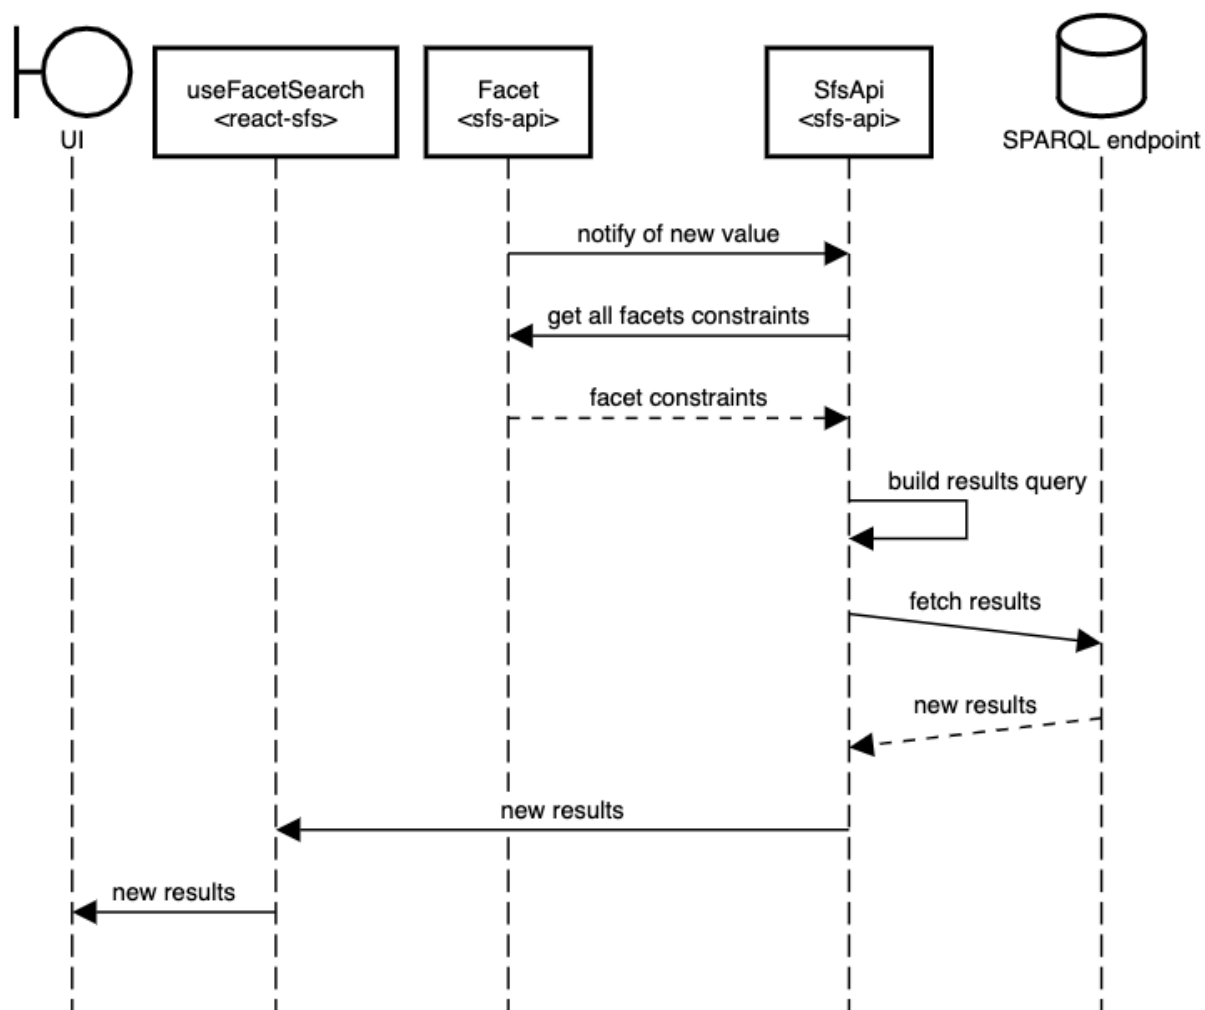 useFacetSearch
<react-sfs>
Facet
<sfs-api>
SfsApi
<sfs-api>
UI
SPARQL endpoint
notify of new value
get all facets constraints
facet constraints
build results query
fetch results
new results
new results
new results